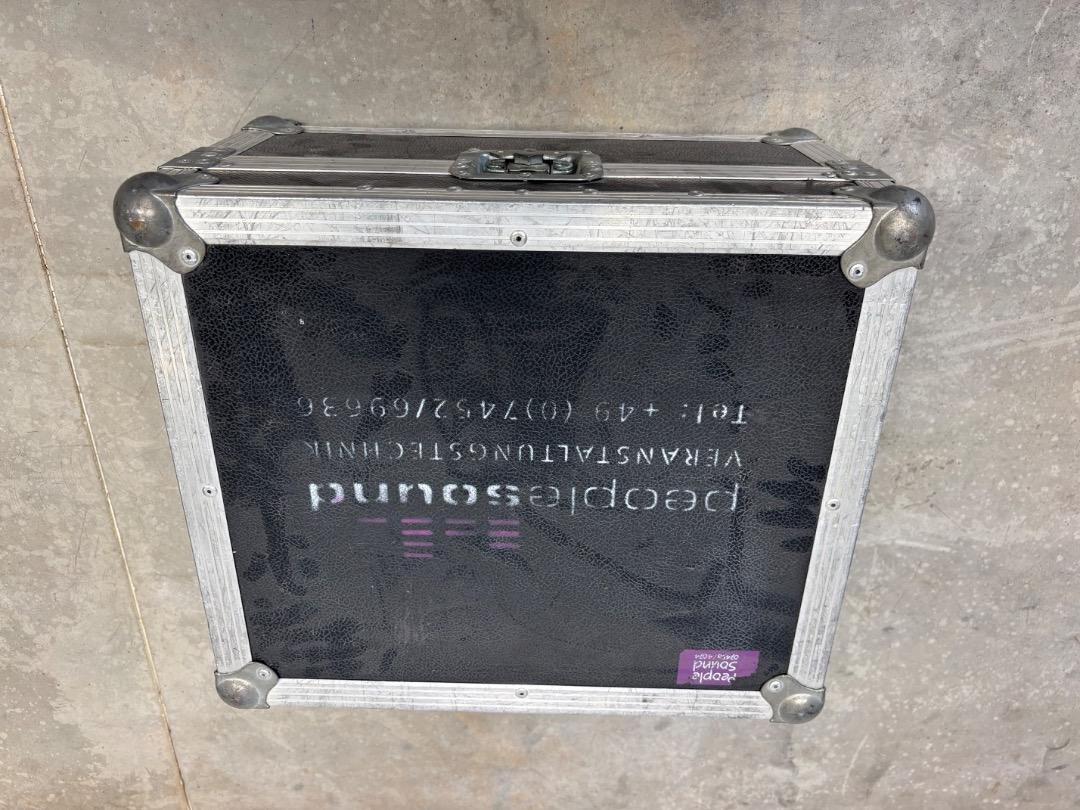 peoplesound
VERANSTALTUNGSTECHNIK
Tel: +49 (0)7452/69636
People
Sound